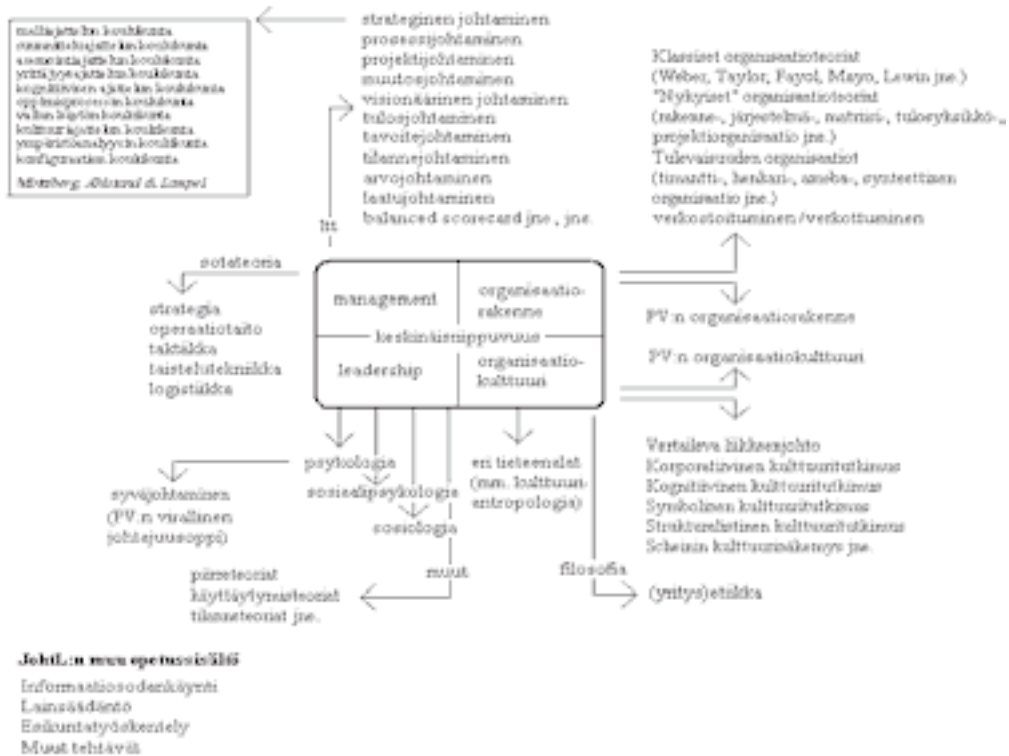 strateginen johtaminen
prosessijohtaminen
projektijohtaminen
muutosjohtaminen
visionäärinen johtaminen
tulosjohtaminen
tavoitejohtaminen
tilannejohtaminen
arvojohtaminen
laatujohtaminen
balanced scorecard jne., jne.
Klassiset organisaatioteoriat
(Weber, Taylor, Fayol, Mayo, Lewin jne.)
"Nykyiset" organisaatioteoriat
(rakenne-, järjestelmä-, matriisi-, tulosyksikkö-,
projektiorganisaatio jne.)
Tulevaisuuden organisaatiot
(timantti-, henkari-, ameba-, synteettinen
organisaatio jne.)
verkostoituminen/verkottuminen
ltt
sotateoria
strategia
operaatiotaito
taktiikka
taistelutekniikka
logistiikka
management
organisaatio-
rakenne
keskinäisriippuvuus
leadership
organisaatio-
kulttuuri
PV:n organisaatiorakenne
PV:n organisaatiokulttuuri
Vertaileva liikkeenjohto
Korporatiivinen kulttuuritutkimus
Kognitiivinen kulttuuritutkimus
Symbolinen kulttuuritutkimus
Strukturalistinen kulttuuritutkimus
Scheinin kulttuurinäkemys jne.
psykologia
sosiaalipsykologia
sosiologia
eri tieteenalat
(mm. kulttuuri-
antropologia)
syväjohtaminen
(PV:n virallinen
johtajuusoppi)
muut
filosofia
piirreteoriat
käyttäytymisteoriat
tilanneteoriat jne.
(yritys)etiikka
JohtL:n muu opetussisältö
Informaatiosodankäynti
Lainsäädäntö
Esikuntatyöskentely
Muut tehtävät